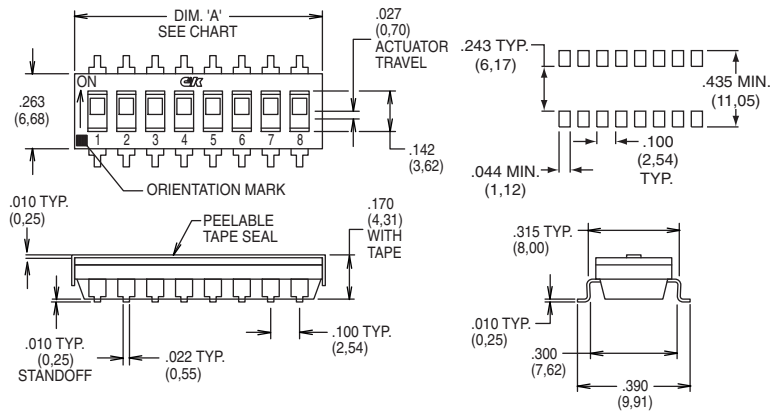 DIM. 'A'
SEE CHART
.027
(0,70)
ACTUATOR
TRAVEL
ON
CK
1 2 3 4 5 6 7 8
.263
(6,68)
.142
(3,62)
ORIENTATION MARK
.243 TYP.
(6,17)
.435 MIN.
(11,05)
.044 MIN.
(1,12)
.100
(2,54)
TYP.
.010 TYP.
(0,25)
PEELABLE
TAPE SEAL
.170
(4,31)
WITH
TAPE
.010 TYP.
(0,25)
STANDOFF
.022 TYP.
(0,55)
.100 TYP.
(2,54)
.315 TYP.
(8,00)
.010 TYP.
(0,25)
.300
(7,62)
.390
(9,91)